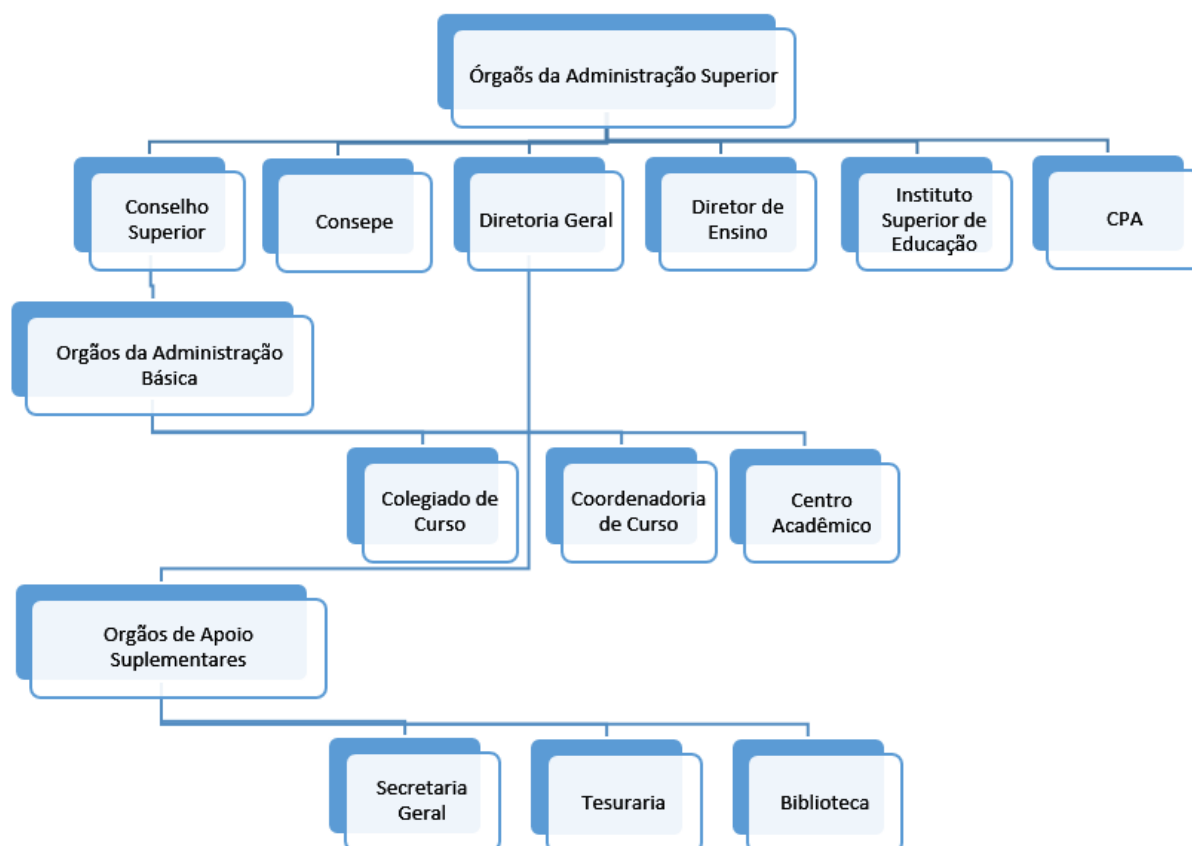 Órgaõs da Administração Superior
Conselho
Superior
Consepe
Diretoria Geral
Diretor de
Ensino
Instituto
Superior de
Educação
CPA
Orgãos da Administração
Básica
Colegiado de
Curso
Coordenadoria
de Curso
Centro
Acadêmico
Orgãos de Apoio
Suplementares
Secretaria
Geral
Tesuraria
Biblioteca